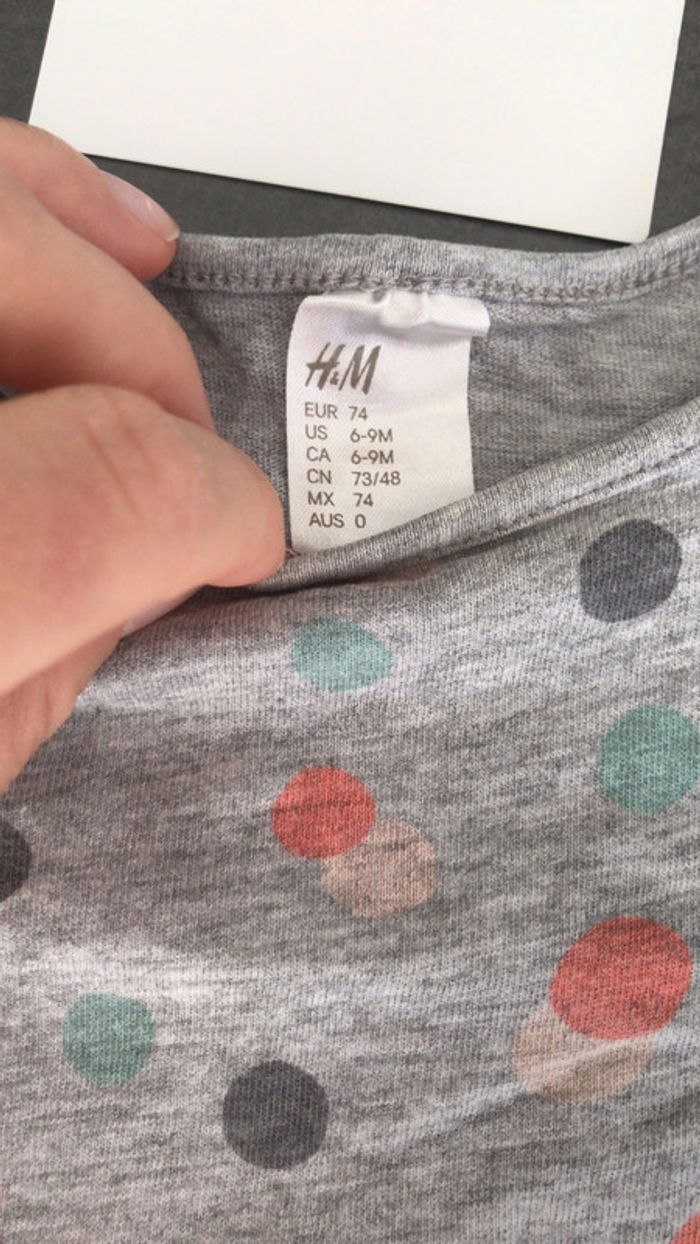 H&M
EUR 74
US 6-9M
CA 6-9M
CN 73/48
MX 74
AUS 0